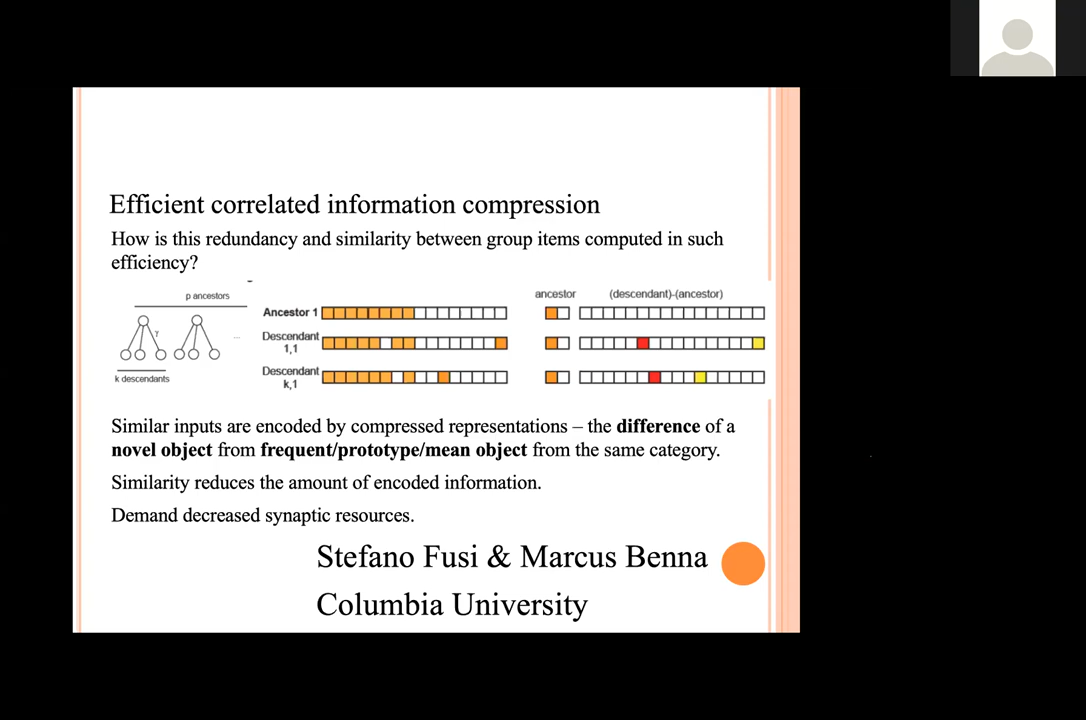 Efficient correlated information compression
How is this redundancy and similarity between group items computed in such
efficiency?
p ancestors
γ
...
k descendants
ancestor
(descendant)-(ancestor)
Ancestor 1
Descendant
1,1
Descendant
k,1
Similar inputs are encoded by compressed representations – the difference of a
novel object from frequent/prototype/mean object from the same category.
Similarity reduces the amount of encoded information.
Demand decreased synaptic resources.
Stefano Fusi & Marcus Benna
Columbia University